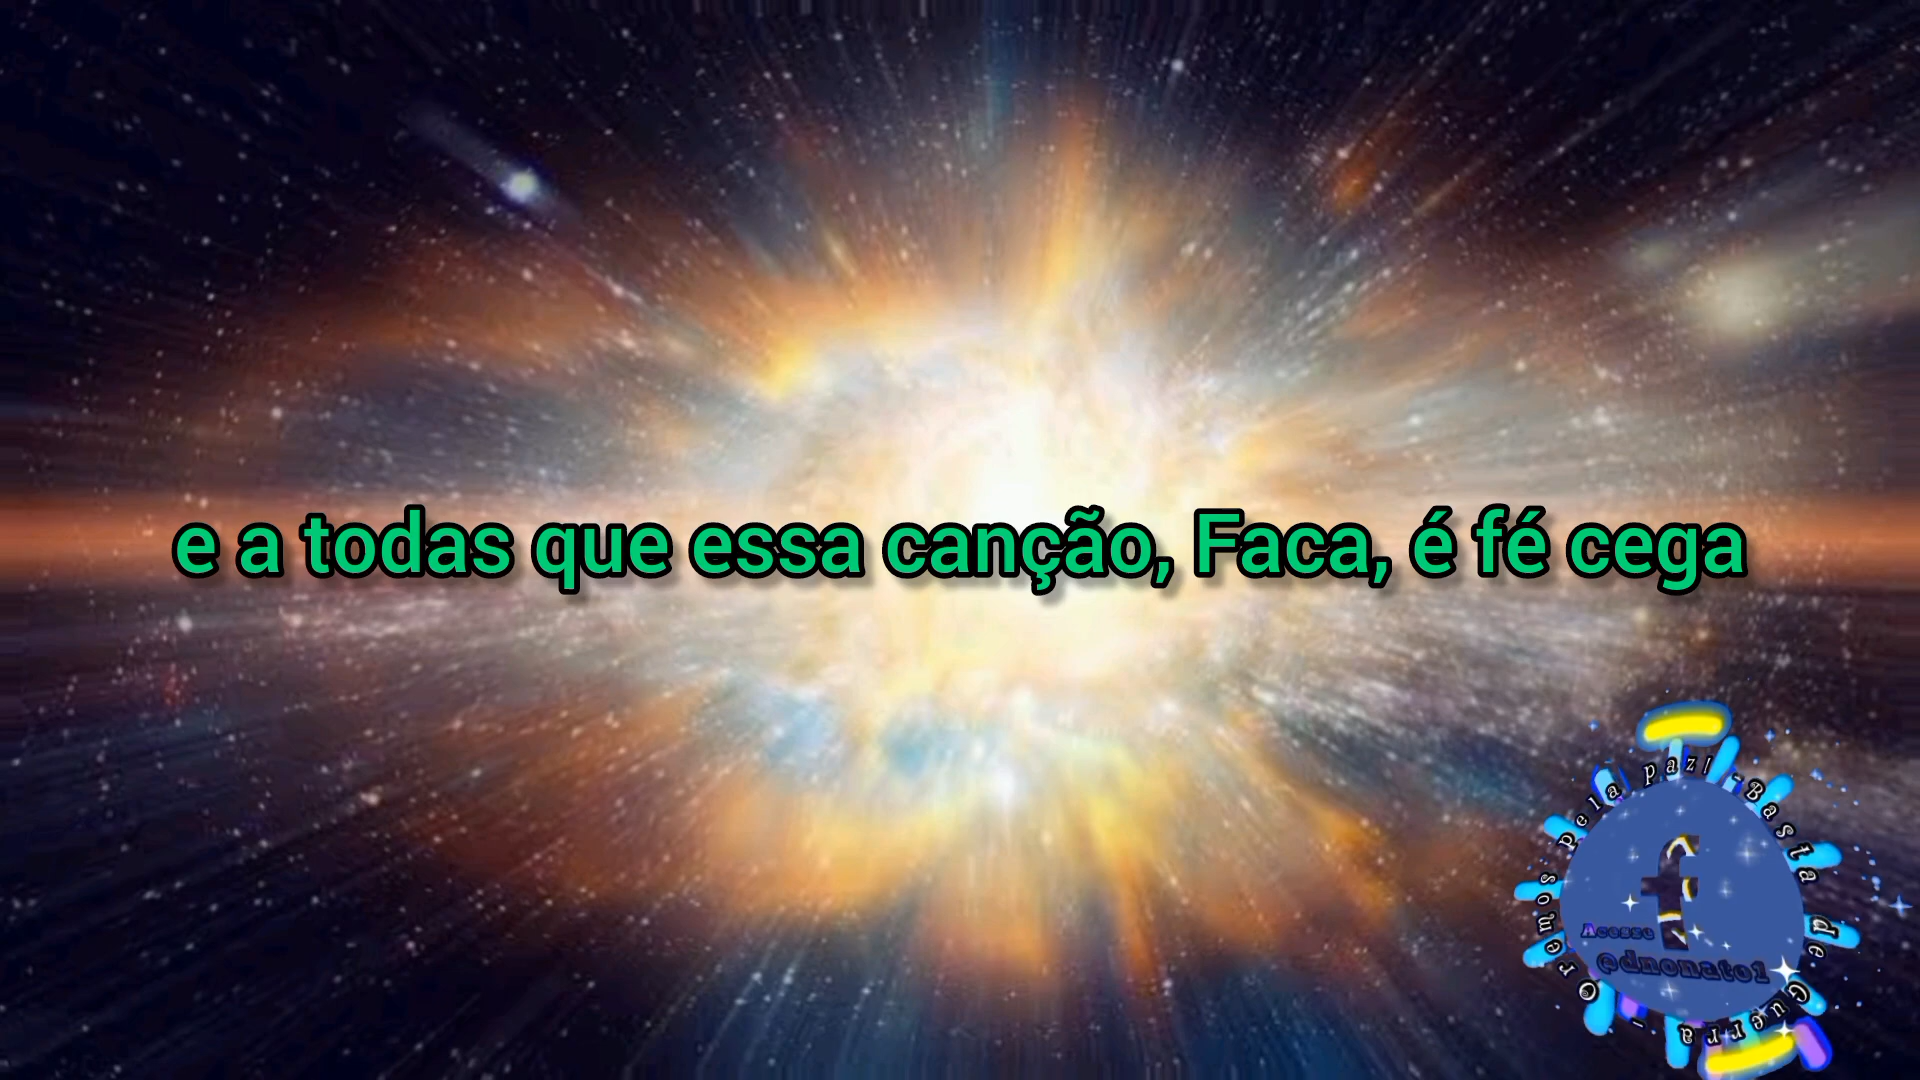 e a todas que essa canção, Faca, é fé cega
Oremos pela paz! - Basta de Guerra -
Acesse
@dnonato1